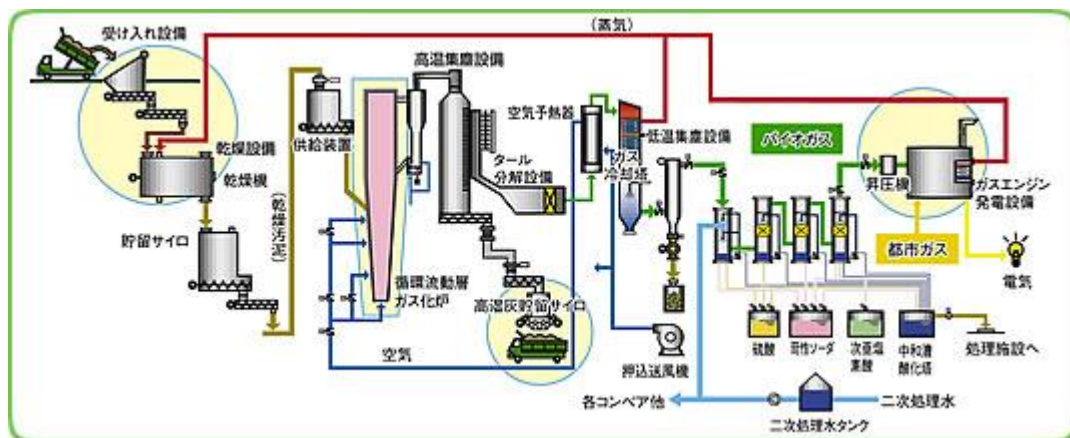 受け入れ設備
(蒸気)
高温集塵設備
空気予熱器
低温集塵設備
バイオガス
供給装置
乾燥設備
乾燥機
タール
分解設備
ガス
冷却塔
昇圧機
ガスエンジン
発電設備
貯留サイロ
(乾燥汚泥)
都市ガス
電気
循環流動層
ガス化炉
高温灰貯留サイロ
空気
押込送風機
硫酸
苛性ソーダ
次亜塩
素酸
中和漕
酸化塔
処理施設へ
各コンベア他
二次処理水
二次処理水タンク